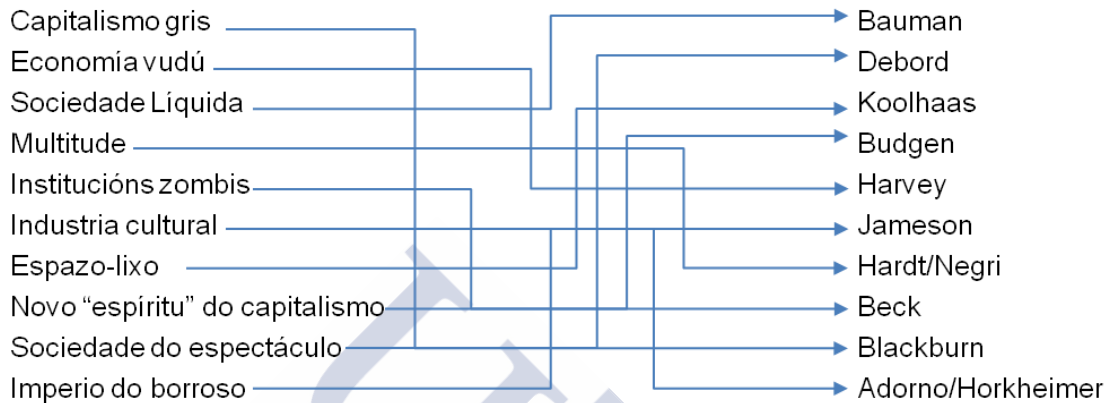 Capitalismo gris
Economía vudú
Sociedade Líquida
Multitude
Institucións zombis
Industria cultural
Espazo-lixo
Novo “espíritu” do capitalismo
Sociedade do espectáculo
Imperio do borroso
Bauman
Debord
Koolhaas
Budgen
Harvey
Jameson
Hardt/Negri
Beck
Blackburn
Adorno/Horkheimer